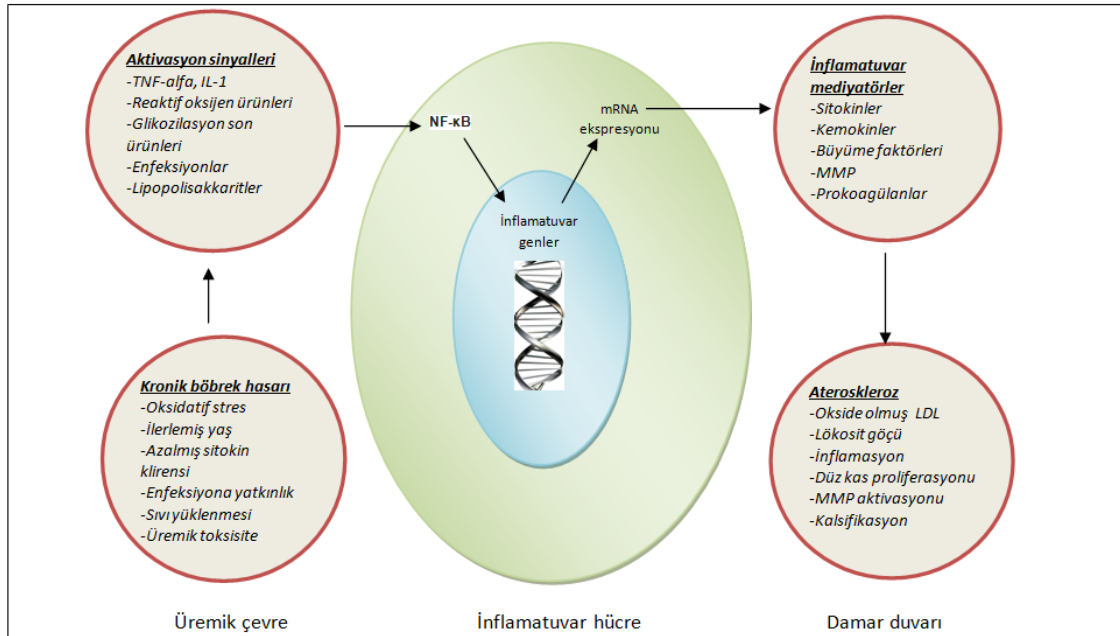 Aktivasyon sinyalleri
-TNF-alfa, IL-1
-Reaktif oksijen ürünleri
-Glikozilasyon son
ürünleri
-Enfeksiyonlar
-Lipopolisakkaritler
Kronik böbrek hasarı
-Oksidatif stres
-İlerlemiş yaş
-Azalmış sitokin
klirensi
-Enfeksiyona yatkınlık
-Sıvı yüklenmesi
-Üremik toksisite
Üremik çevre
NF-κB
İnflamatuvar
genler
mRNA
ekspresyonu
İnflamatuvar hücre
İnflamatuvar
mediyatörler
-Sitokinler
-Kemokinler
-Büyüme faktörleri
-MMP
-Prokoagülanlar
Ateroskleroz
-Okside olmuş LDL
-Lökosit göçü
-İnflamasyon
-Düz kas proliferasyonu
-MMP aktivasyonu
-Kalsifikasyon
Damar duvarı